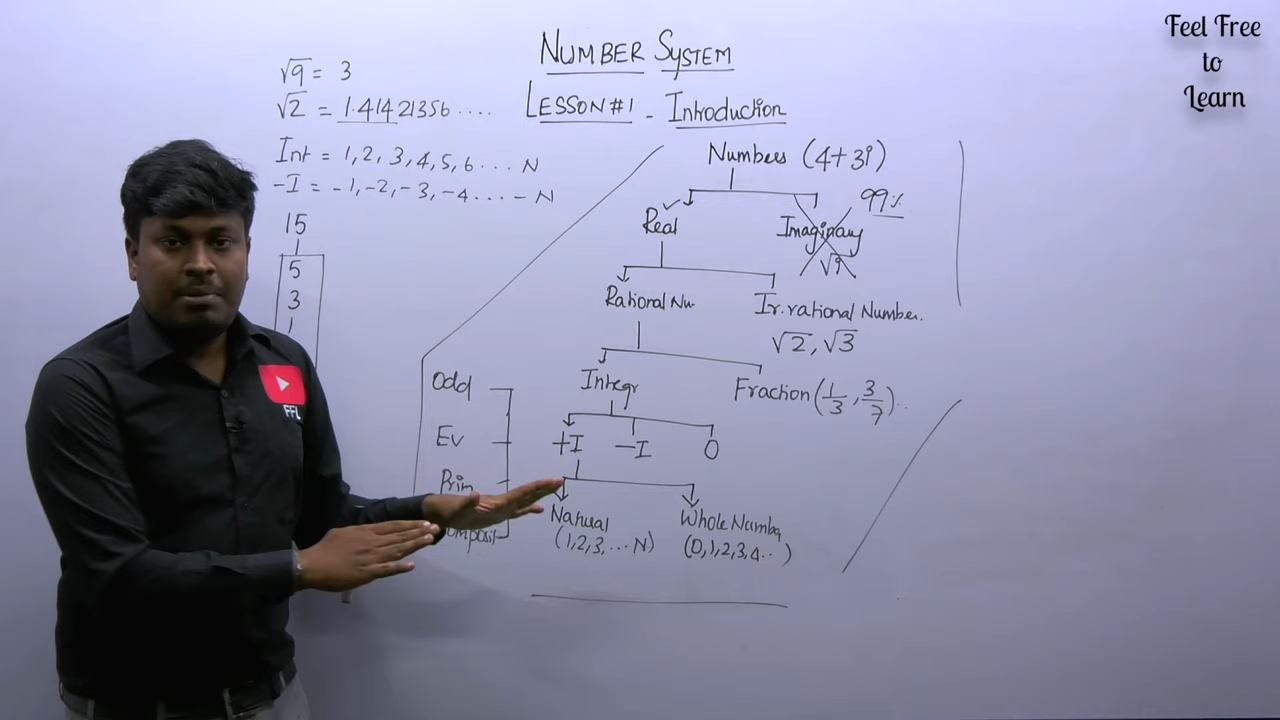 Feel Free
to
Learn
NUMBER SYSTEM
LESSON #1 - Introduction
√9 = 3
√2 = 1.41421356....
Int = 1, 2, 3, 4, 5, 6... N
-I = -1, -2, -3, -4.... -N
15
5
3
1
Numbers (4+3i)
99%
Real
Imaginary
Rational Nu.
Ir.rational Number.
√2, √3
Integr
Fraction (1/3, 3/7)..
Odd
Ev
Prim
+I -I 0
Natural
(1,2,3,...N)
Whole Numb
(0,1,2,3,4..)
FFL